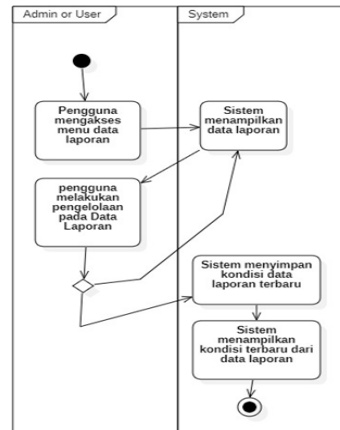 Admin or User
System
Pengguna
mengakses
menu data
laporan
Sistem
menampilkan
data laporan
pengguna
melakukan
pengelolaan
pada Data
Laporan
Sistem menyimpan
kondisi data
laporan terbaru
Sistem
menampilkan
kondisi terbaru dari
data laporan